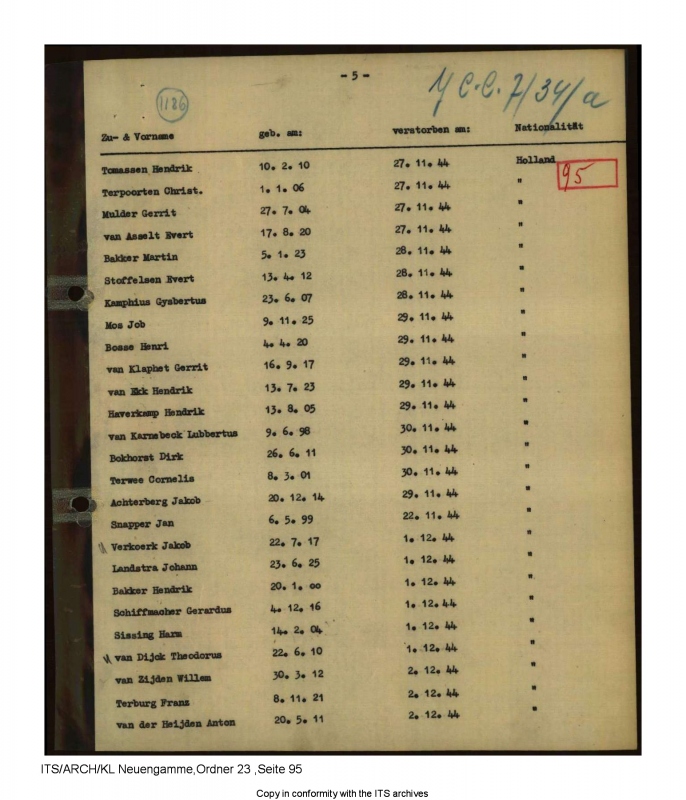 - 5 -
1186
Y C.C. 7/34/a
Zu- & Vorname geb. am: verstorben am: Nationalität
Tomassen Hendrik 10. 2. 10 27. 11. 44 Holland
95
Terpoorten Christ. 1. 1. 06 27. 11. 44 "
Mulder Gerrit 27. 7. 04 27. 11. 44 "
van Asselt Evert 17. 8. 20 27. 11. 44 "
Bakker Martin 5. 1. 23 28. 11. 44 "
Stoffelsen Evert 13. 4. 12 28. 11. 44 "
Kamphius Gysbertus 23. 6. 07 28. 11. 44 "
Mos Job 9. 11. 25 29. 11. 44 "
Bosse Henri 4. 4. 20 29. 11. 44 "
van Klaphet Gerrit 16. 9. 17 29. 11. 44 "
van Ekk Hendrik 13. 7. 23 29. 11. 44 "
Haverkamp Hendrik 13. 8. 05 29. 11. 44 "
van Karnebeck Lubbertus 9. 6. 98 30. 11. 44 "
Bokhorst Dirk 26. 6. 11 30. 11. 44 "
Terwee Cornelis 8. 3. 01 30. 11. 44 "
Achterberg Jakob 20. 12. 14 29. 11. 44 "
Snapper Jan 6. 5. 99 22. 11. 44 "
Verkoerk Jakob 22. 7. 17 1. 12. 44 "
Landstra Johann 23. 6. 25 1. 12. 44 "
Bakker Hendrik 20. 1. 00 1. 12. 44 "
Schiffmacher Gerardus 4. 12. 16 1. 12. 44 "
Sissing Harm 14. 2. 04 1. 12. 44 "
van Dijck Theodorus 22. 6. 10 1. 12. 44 "
van Zijden Willem 30. 3. 12 2. 12. 44 "
Terburg Franz 8. 11. 21 2. 12. 44 "
van der Heijden Anton 20. 5. 11 2. 12. 44
ITS/ARCH/KL Neuengamme,Ordner 23 ,Seite 95
Copy in conformity with the ITS archives